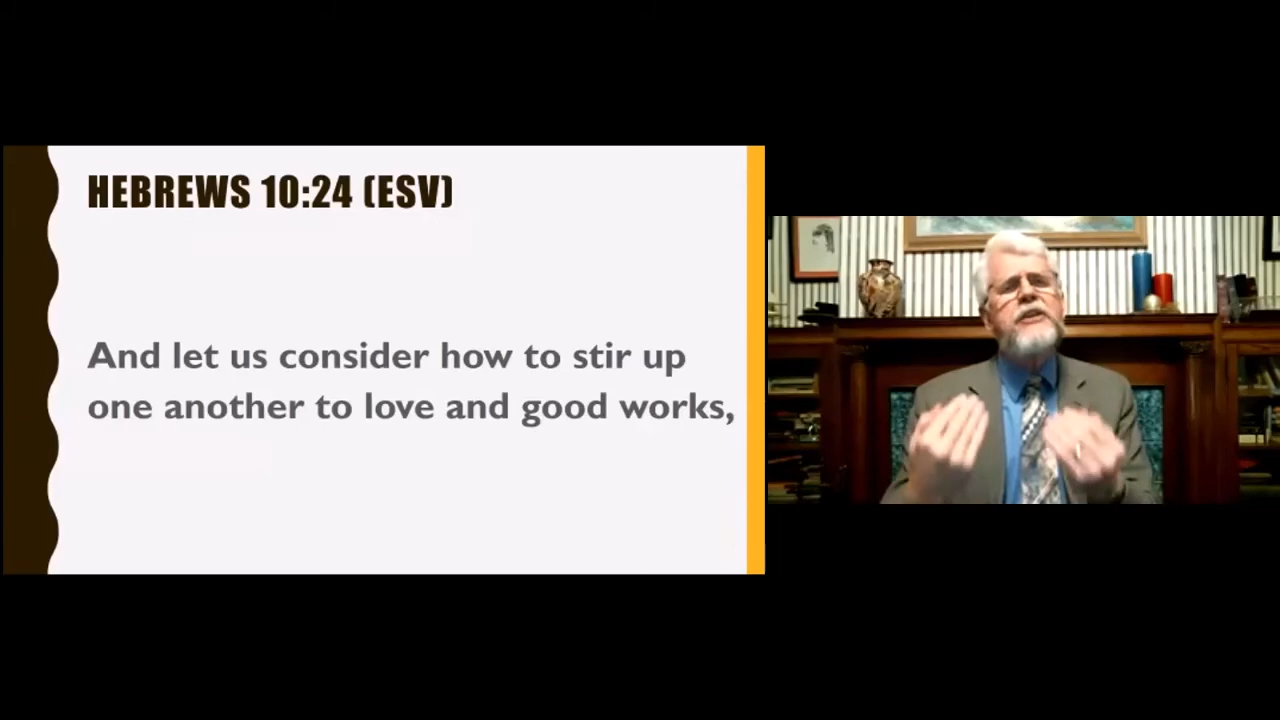 HEBREWS 10:24 (ESV)
And let us consider how to stir up
one another to love and good works,